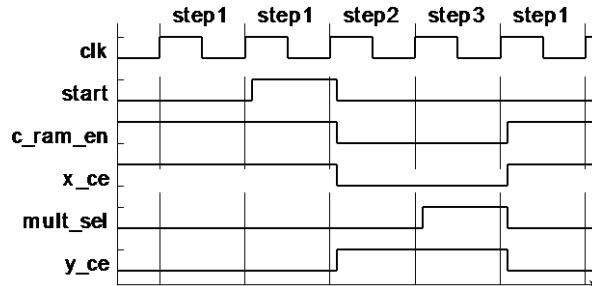 step1 step1 step2 step3 step1
clk
start
c_ram_en
x_ce
mult_sel
y_ce